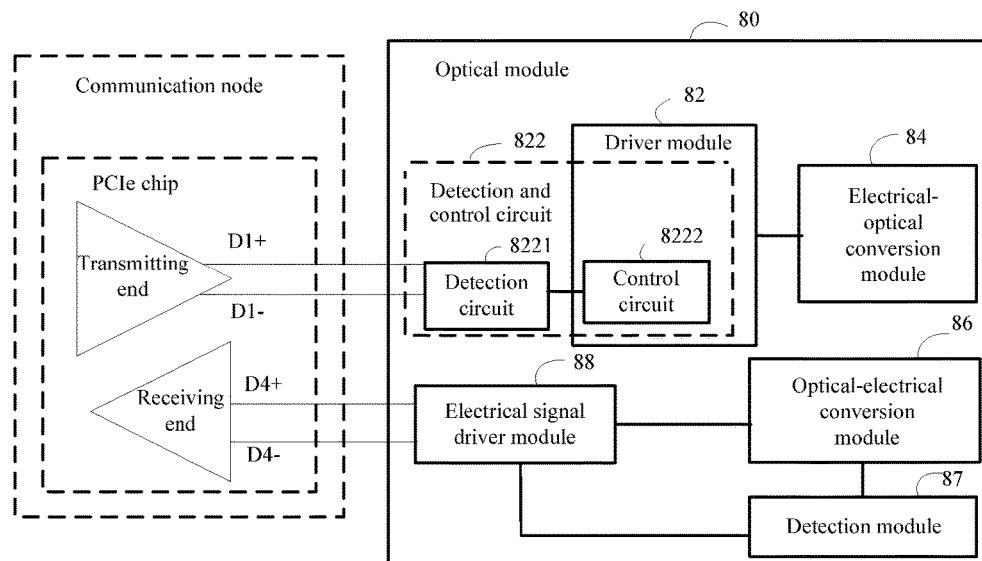 80
Communication node
Optical module
82
822
Driver module
84
PCIe chip
Detection and
control circuit
Electrical-
optical
conversion
module
D1+
8221
8222
Transmitting
end
Detection
circuit
Control
circuit
D1-
86
88
D4+
Receiving
end
Electrical signal
driver module
Optical-electrical
conversion
module
D4-
87
Detection module